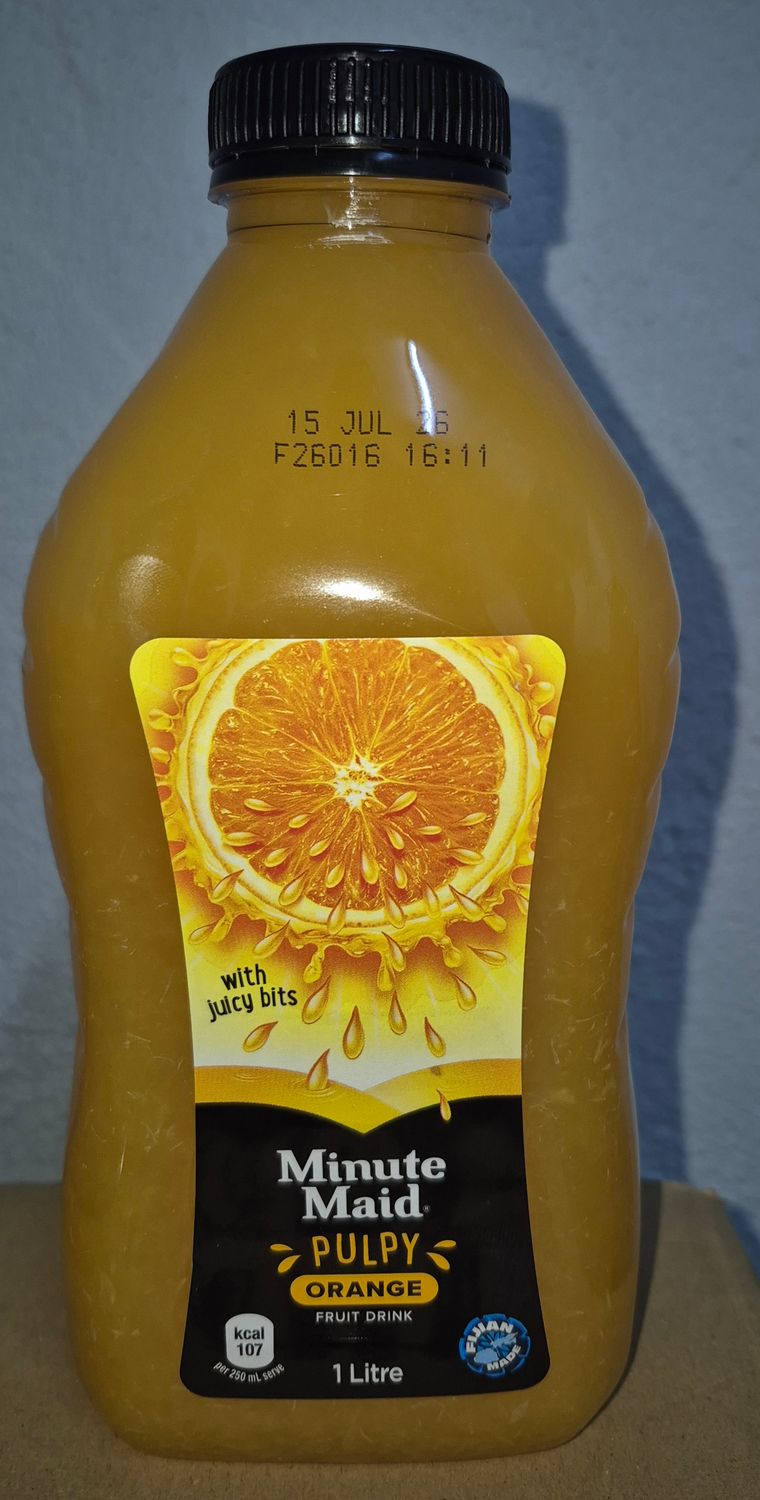 15 JUL 26
F26016 16:11
with
juicy bits
Minute
Maid®
PULPY
ORANGE
FRUIT DRINK
kcal
107
per 250 mL serve
1 Litre
FIJIAN
MADE